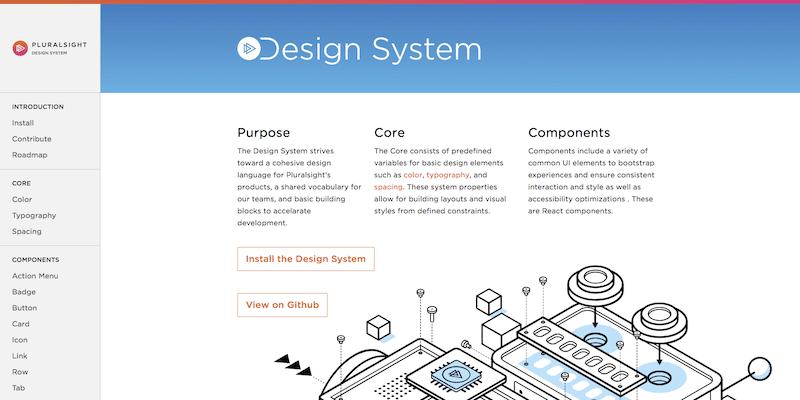 PLURALSIGHT
DESIGN SYSTEM
INTRODUCTION
Install
Contribute
Roadmap
CORE
Color
Typography
Spacing
COMPONENTS
Action Menu
Badge
Button
Card
Icon
Link
Row
Tab
Design System
Purpose
The Design System strives
toward a cohesive design
language for Pluralsight's
products, a shared vocabulary for
our teams, and basic building
blocks to accelarate
development.
Core
The Core consists of predefined
variables for basic design elements
such as color, typography, and
spacing. These system properties
allow for building layouts and visual
styles from defined constraints.
Components
Components include a variety of
common UI elements to bootstrap
experiences and ensure consistent
interaction and style as well as
accessibility optimizations . These
are React components.
Install the Design System
View on Github